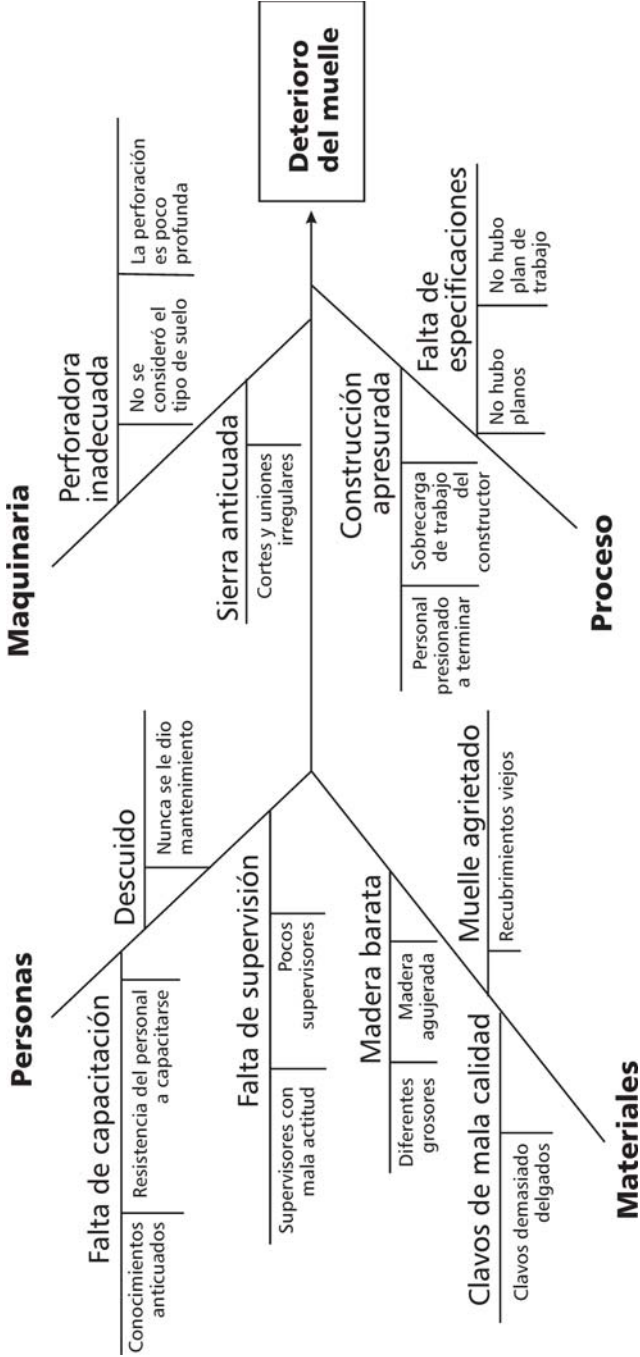 Personas
Falta de capacitación
Conocimientos
anticuados
Resistencia del personal
a capacitarse
Descuido
Nunca se le dio
mantenimiento
Falta de supervisión
Supervisores con
mala actitud
Pocos
supervisores
Maquinaria
Perforadora
inadecuada
No se
consideró el
tipo de suelo
La perforación
es poco
profunda
Sierra anticuada
Cortes y uniones
irregulares
Deterioro
del muelle
Materiales
Madera barata
Diferentes
grosores
Madera
agujerada
Clavos de mala calidad
Clavos demasiado
delgados
Muelle agrietado
Recubrimientos viejos
Proceso
Construcción
apresurada
Personal
presionado
a terminar
Sobrecarga
de trabajo
del
constructor
Falta de
especificaciones
No hubo
planos
No hubo
plan de
trabajo